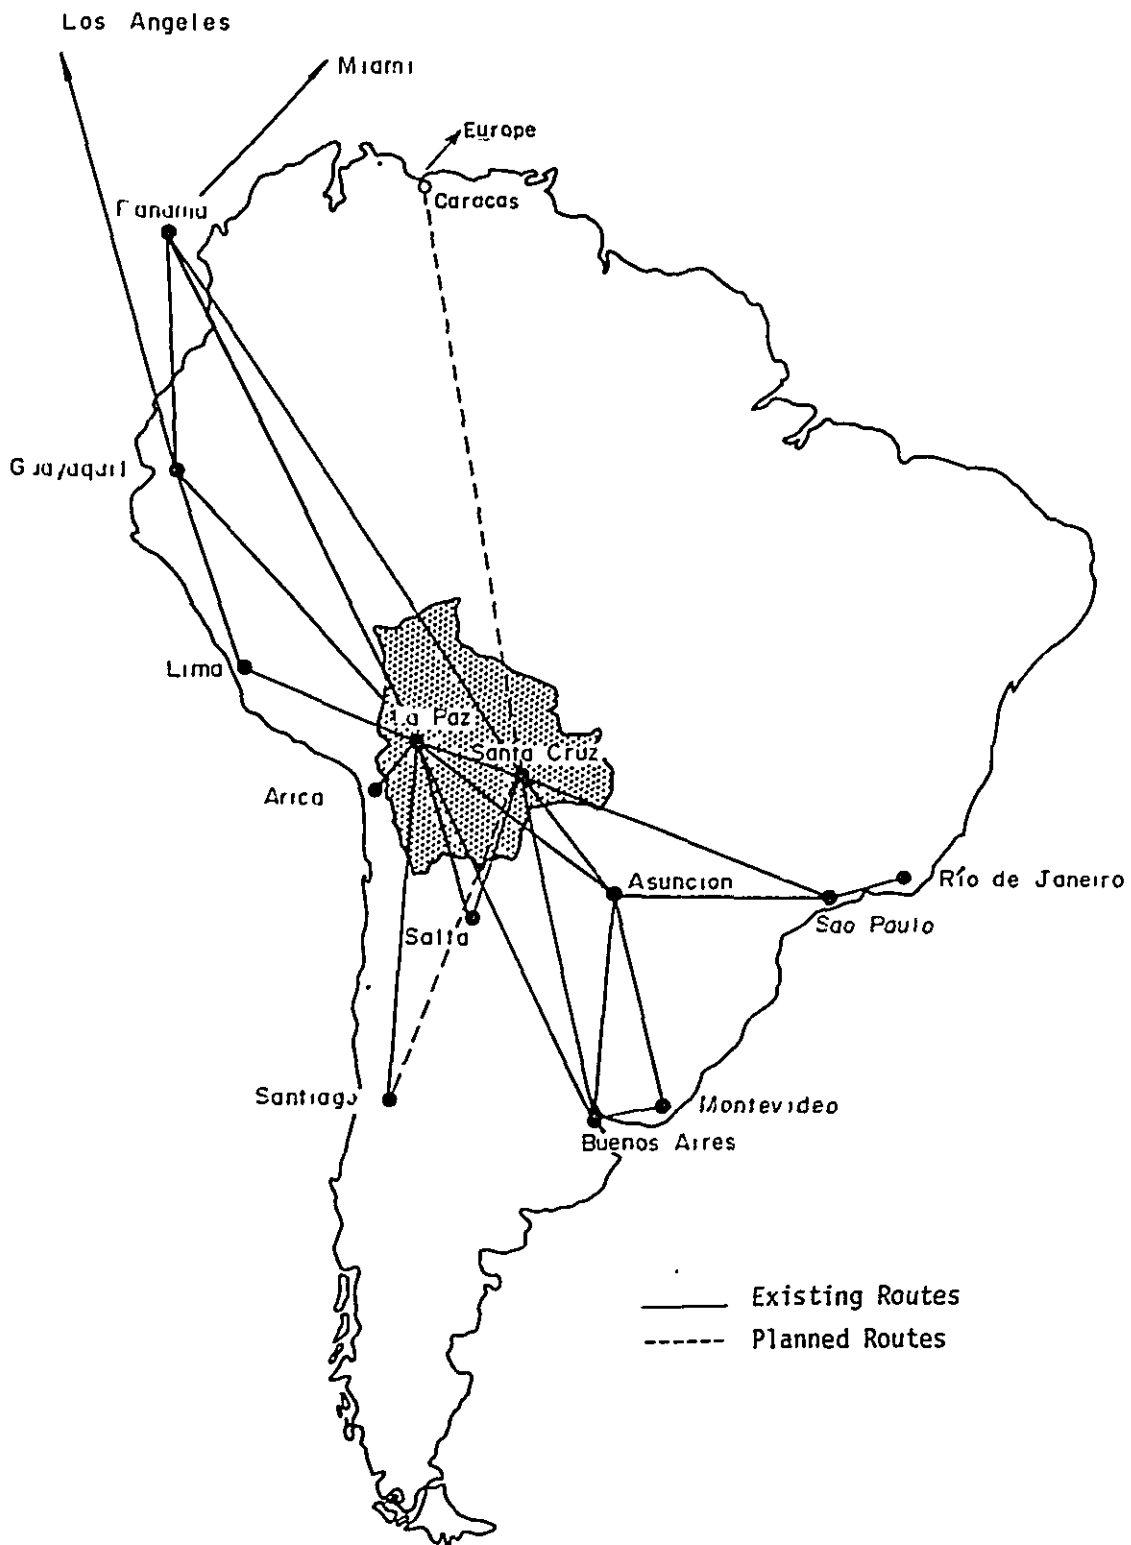 Los Angeles
Miami
Europe
Caracas
Panama
Guayaquil
Lima
La Paz
Santa Cruz
Arica
Asuncion
Río de Janeiro
Sao Paulo
Salta
Santiago
Montevideo
Buenos Aires
Existing Routes
Planned Routes